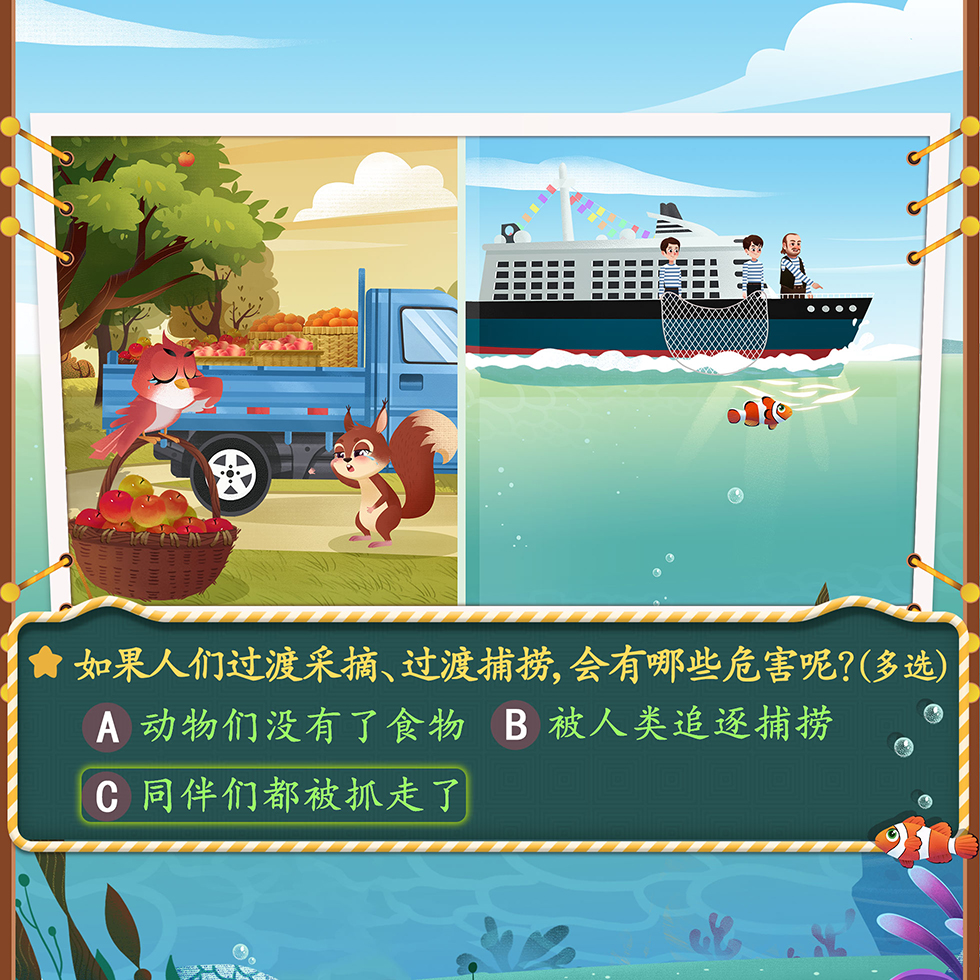 如果人们过渡采摘、过渡捕捞,会有哪些危害呢?(多选)
A 动物们没有了食物 B 被人类追逐捕捞
C 同伴们都被抓走了